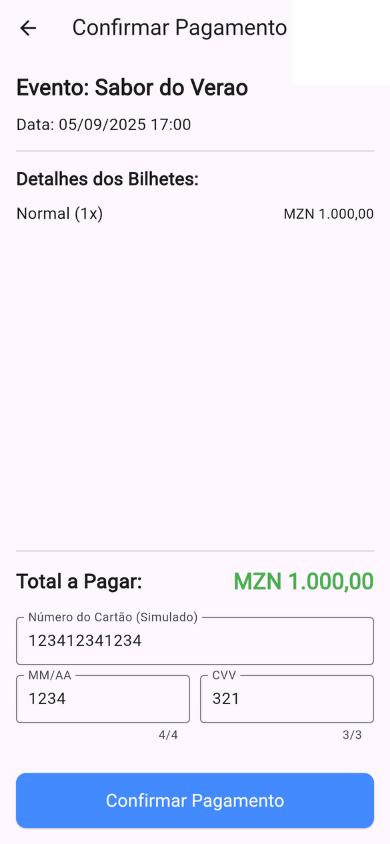 Confirmar Pagamento
Evento: Sabor do Verao
Data: 05/09/2025 17:00
Detalhes dos Bilhetes:
Normal (1x) MZN 1.000,00
Total a Pagar: MZN 1.000,00
Número do Cartão (Simulado)
123412341234
MM/AA CVV
1234 321
4/4 3/3
Confirmar Pagamento